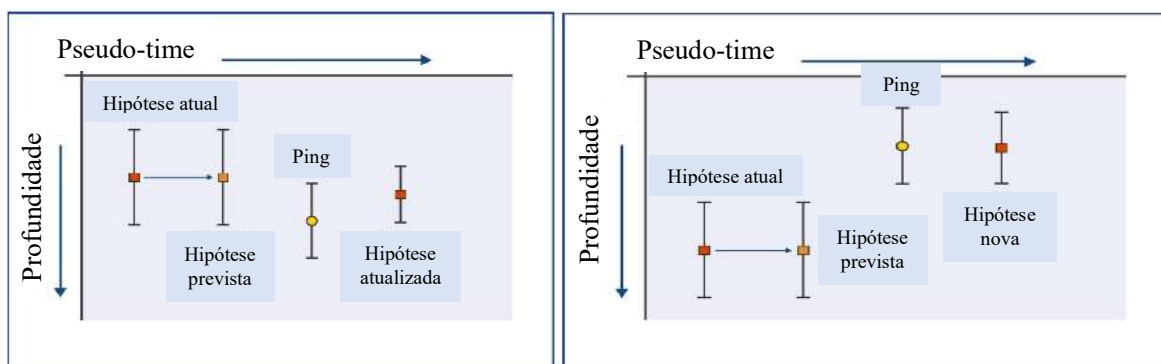 Pseudo-time
Profundidade
Hipótese atual
Hipótese
prevista
Ping
Hipótese
atualizada
Pseudo-time
Profundidade
Hipótese atual
Hipótese
prevista
Ping
Hipótese
nova